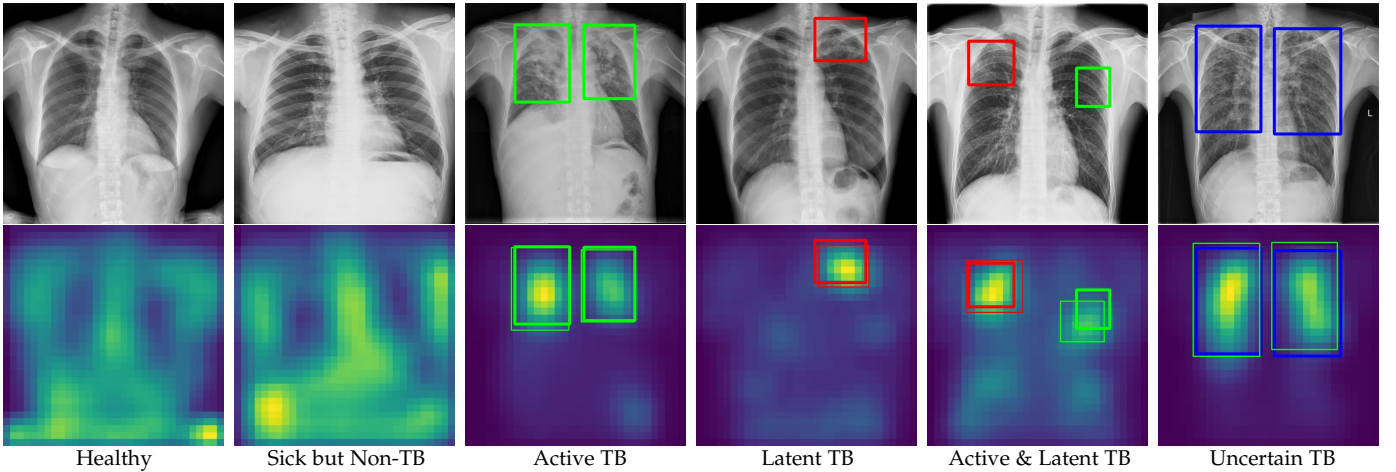 L
Healthy
Sick but Non-TB
Active TB
Latent TB
Active & Latent TB
Uncertain TB